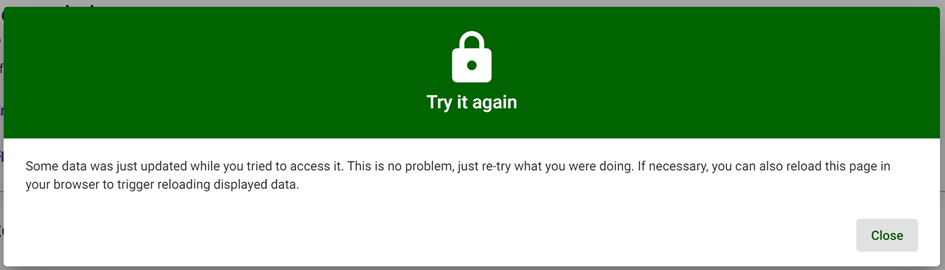 Try it again
Some data was just updated while you tried to access it. This is no problem, just re-try what you were doing. If necessary, you can also reload this page in
your browser to trigger reloading displayed data.
Close